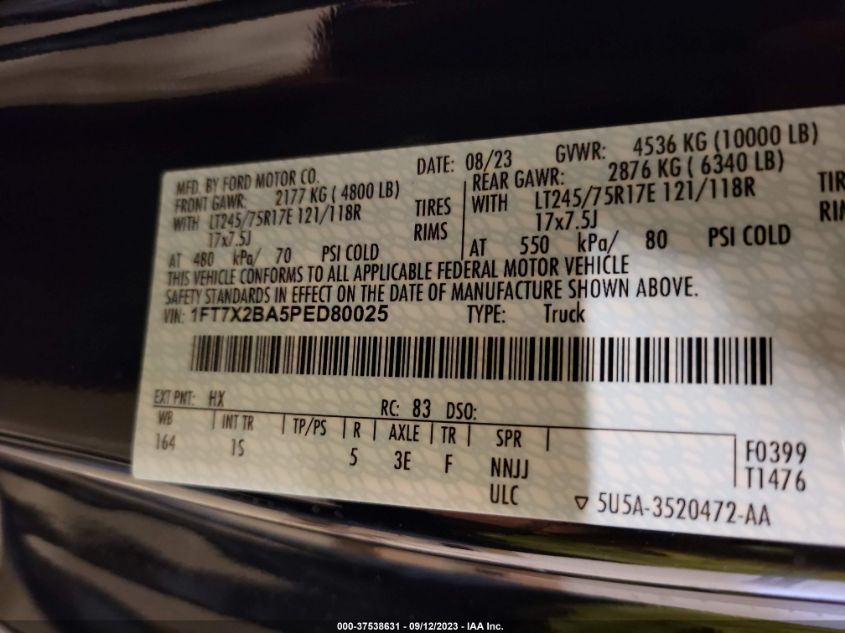 MFD. BY FORD MOTOR CO. DATE: 08/23 GVWR: 4536 KG (10000 LB)
FRONT GAWR: 2177 KG (4800 LB) REAR GAWR: 2876 KG (6340 LB)
WITH LT245/75R17E 121/118R TIRES WITH LT245/75R17E 121/118R TIR
17x7.5J RIMS 17x7.5J RIM
AT 480 kPa/ 70 PSI COLD AT 550 kPa/ 80 PSI COLD
THIS VEHICLE CONFORMS TO ALL APPLICABLE FEDERAL MOTOR VEHICLE
SAFETY STANDARDS IN EFFECT ON THE DATE OF MANUFACTURE SHOWN ABOVE.
VIN: 1FT7X2BA5PED80025 TYPE: Truck
EXT PNT: HX RC: 83 DSO:
WB INT TR TP/PS R AXLE TR SPR
164 1S 5 3E F NNJJ
ULC
F0399
T1476
5U5A-3520472-AA
000-37538631 - 09/12/2023 - IAA Inc.